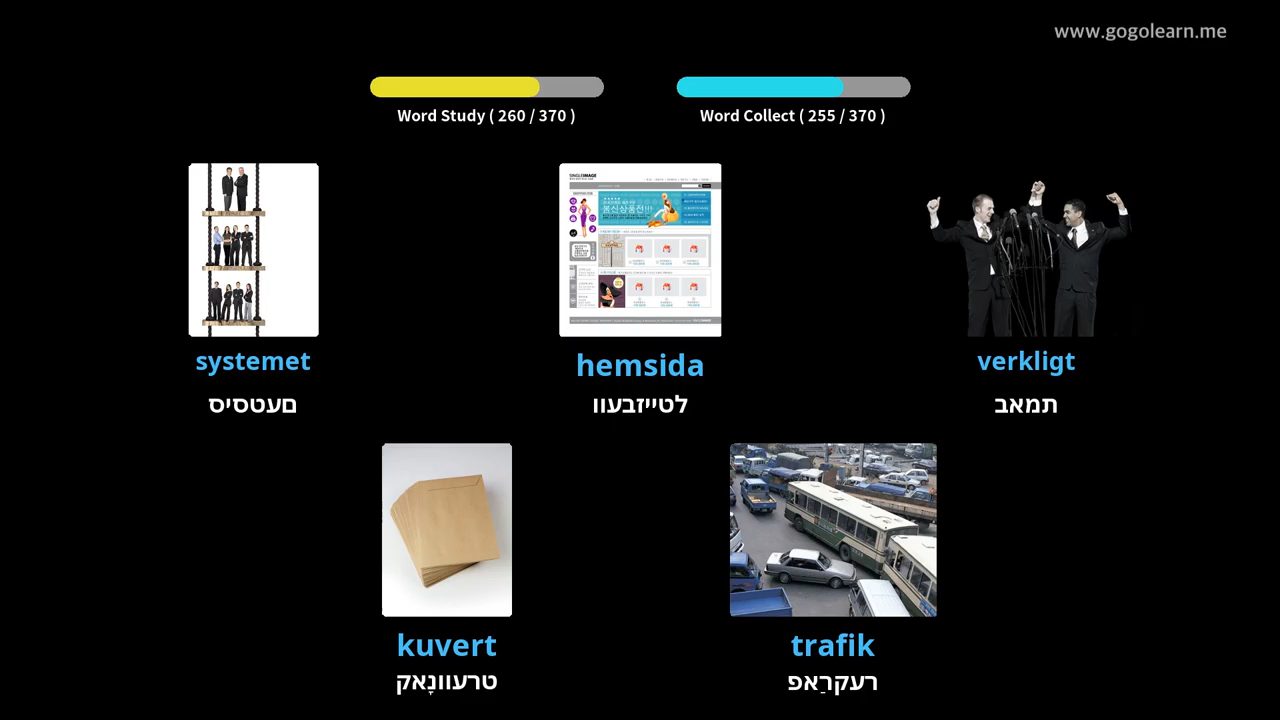 www.gogolearn.me
Word Study ( 260 / 370 )
Word Collect ( 255 / 370 )
systemet
םעטסיס
hemsida
לטייזבעוו
verkligt
תמאב
kuvert
טרעוונָאק
trafik
רעקרַאפ